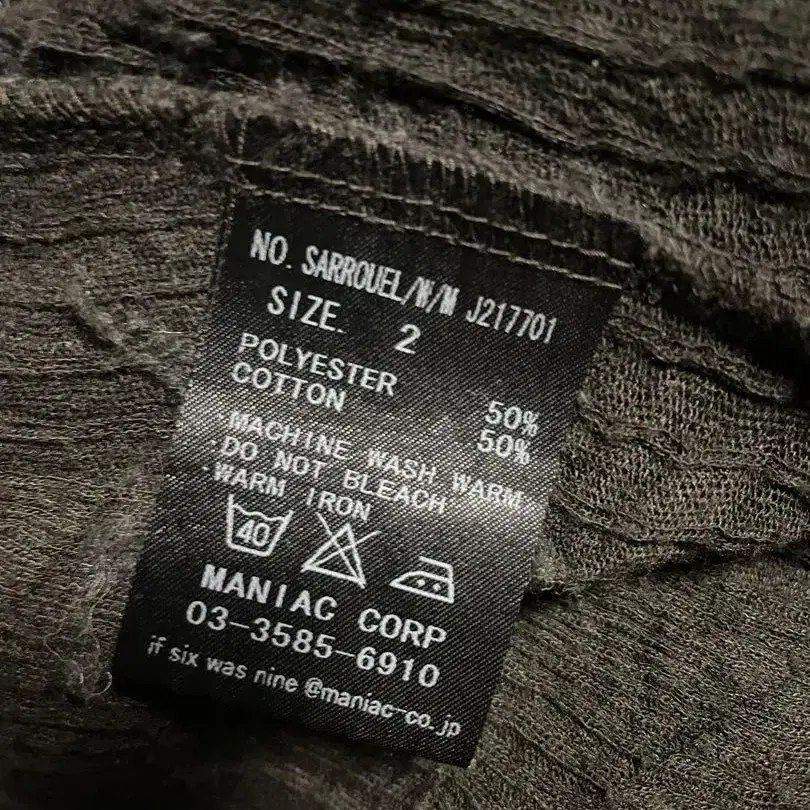 NO. SARROUEL/W/M J217701
SIZE. 2
POLYESTER 50%
COTTON 50%
·MACHINE WASH WARM
·DO NOT BLEACH
·WARM IRON
40
MANIAC CORP
03-3585-6910
if six was nine @maniac-co.jp